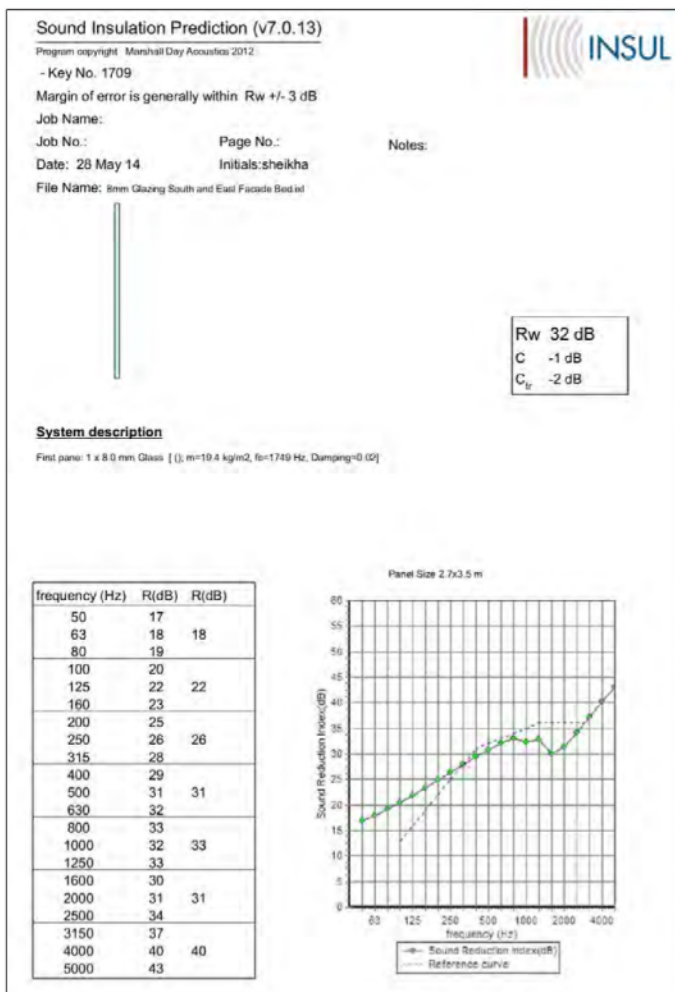 Sound Insulation Prediction (v7.0.13)
INSUL
Program copyright Marshall Day Acoustics 2012
- Key No. 1709
Margin of error is generally within Rw +/- 3 dB
Job Name:
Job No.: Page No.: Notes:
Date: 28 May 14 Initials:sheikha
File Name: 8mm Glazing South and East Facade Bed.ixl
Rw 32 dB
C -1 dB
Ctr -2 dB
System description
First pane: 1 x 8.0 mm Glass [ (); m=19.4 kg/m2, fc=1749 Hz, Damping=0.02]
Panel Size 2.7x3.5 m
frequency (Hz) R(dB) R(dB)
50 17
63 18 18
80 19
100 20
125 22 22
160 23
200 25
250 26 26
315 28
400 29
500 31 31
630 32
800 33
1000 32 33
1250 33
1600 30
2000 31 31
2500 34
3150 37
4000 40 40
5000 43
Sound Reduction Index(dB)
60
55
50
45
40
35
30
25
20
15
10
5
0
63 125 250 500 1000 2000 4000
frequency (Hz)
Sound Reduction Index(dB)
Reference curve